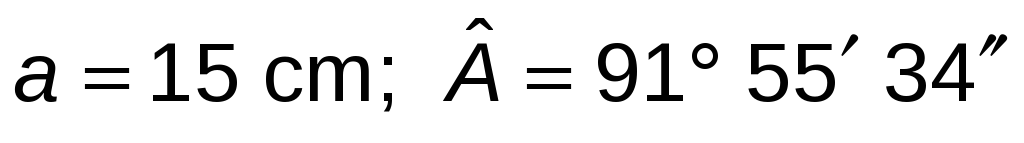 a = 15 cm; Â = 91° 55′ 34″